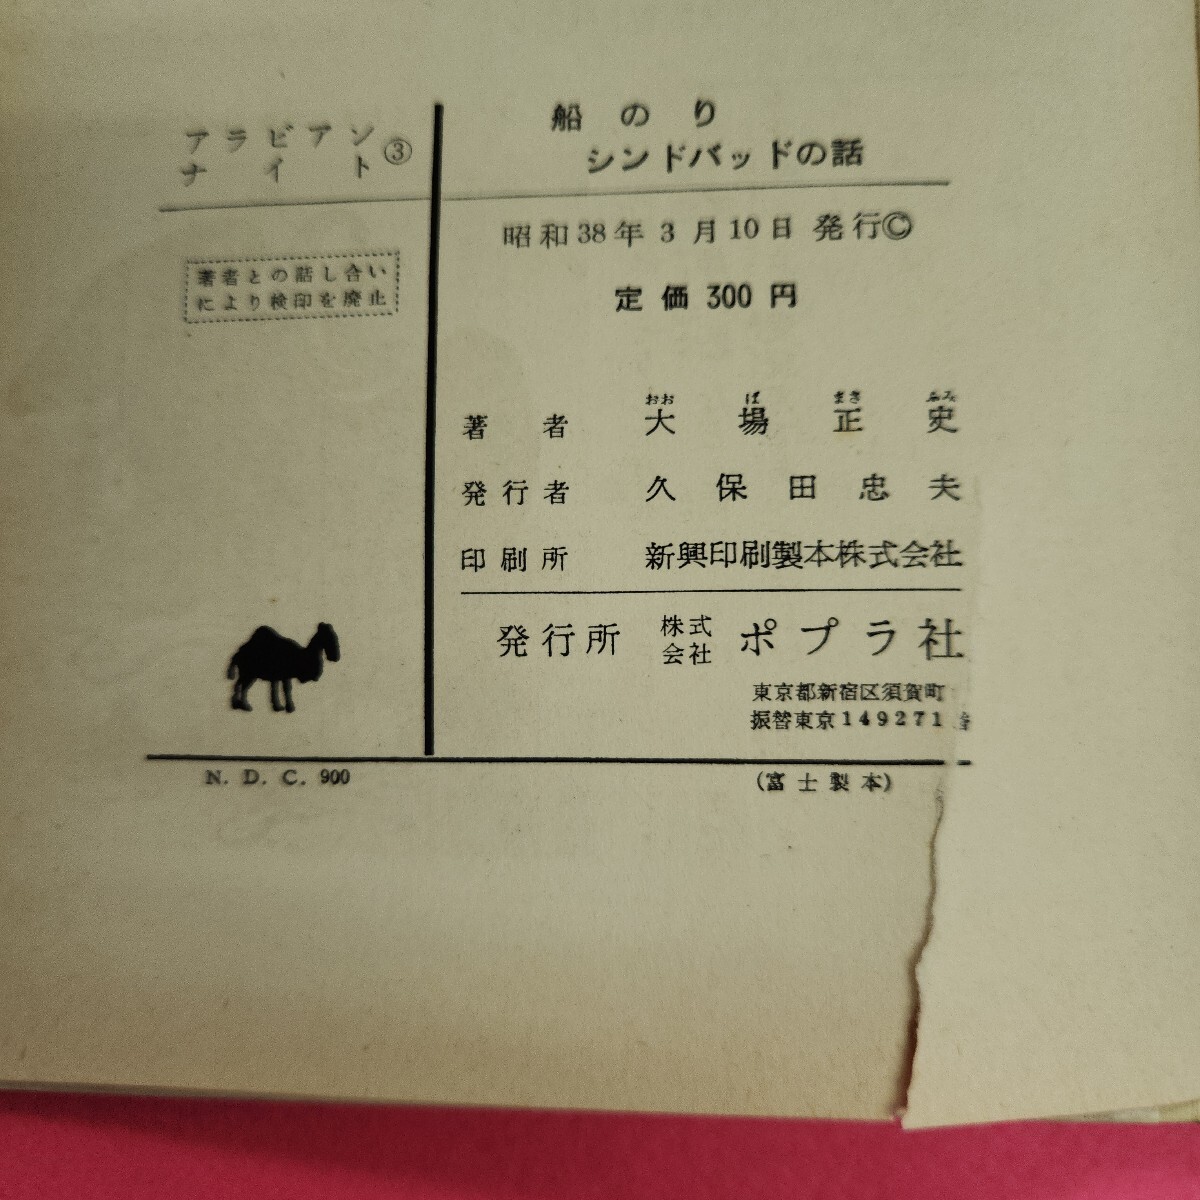 アラビアン
ナイト③
著者との話し合い
により検印を廃止
船のり
シンドバッドの話
昭和38年3月10日発行©
定価300円
おおばまさふみ
著者 大場正史
発行者 久保田忠夫
印刷所 新興印刷製本株式会社
発行所 株式会社 ポプラ社
東京都新宿区須賀町
振替東京149271番
N. D. C. 900
(富士製本)